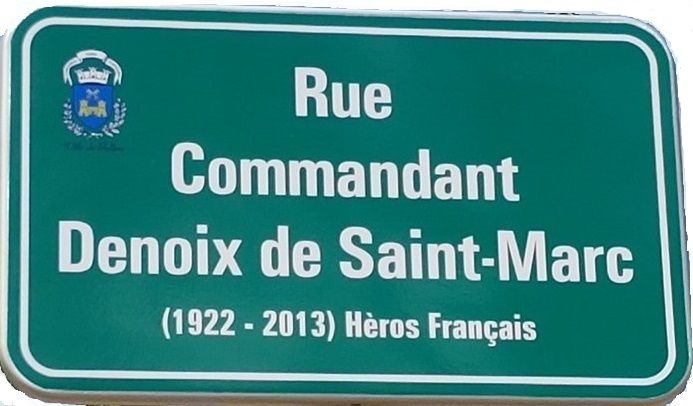 Rue
Commandant
Denoix de Saint-Marc
(1922 - 2013) Hèros Français